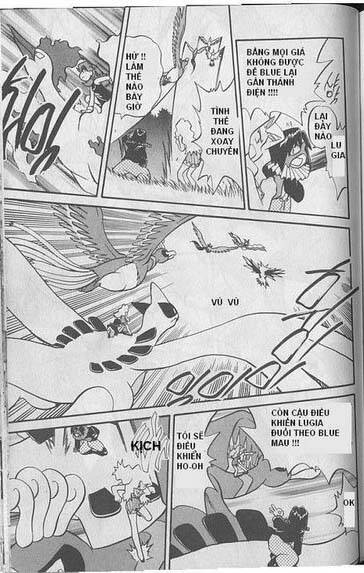 BẰNG MỌI GIÁ
KHÔNG ĐƯỢC
ĐỂ BLUE LẠI
GẦN THÁNH
ĐIỆN !!!!
LẠI
ĐÂY NÀO
LU
GIA
TÌNH
THẾ
ĐANG
XOAY
CHUYỂN
HỪ !!
LÀM
THẾ
NÀO
BÂY
GIỜ
VÙ VÙ
CÒN CẬU ĐIỀU
KHIỂN LUGIA
ĐUỔI THEO BLUE
MAU !!!
OK
TÔI SẼ
ĐIỀU
KHIỂN
HO-OH
KỊCH